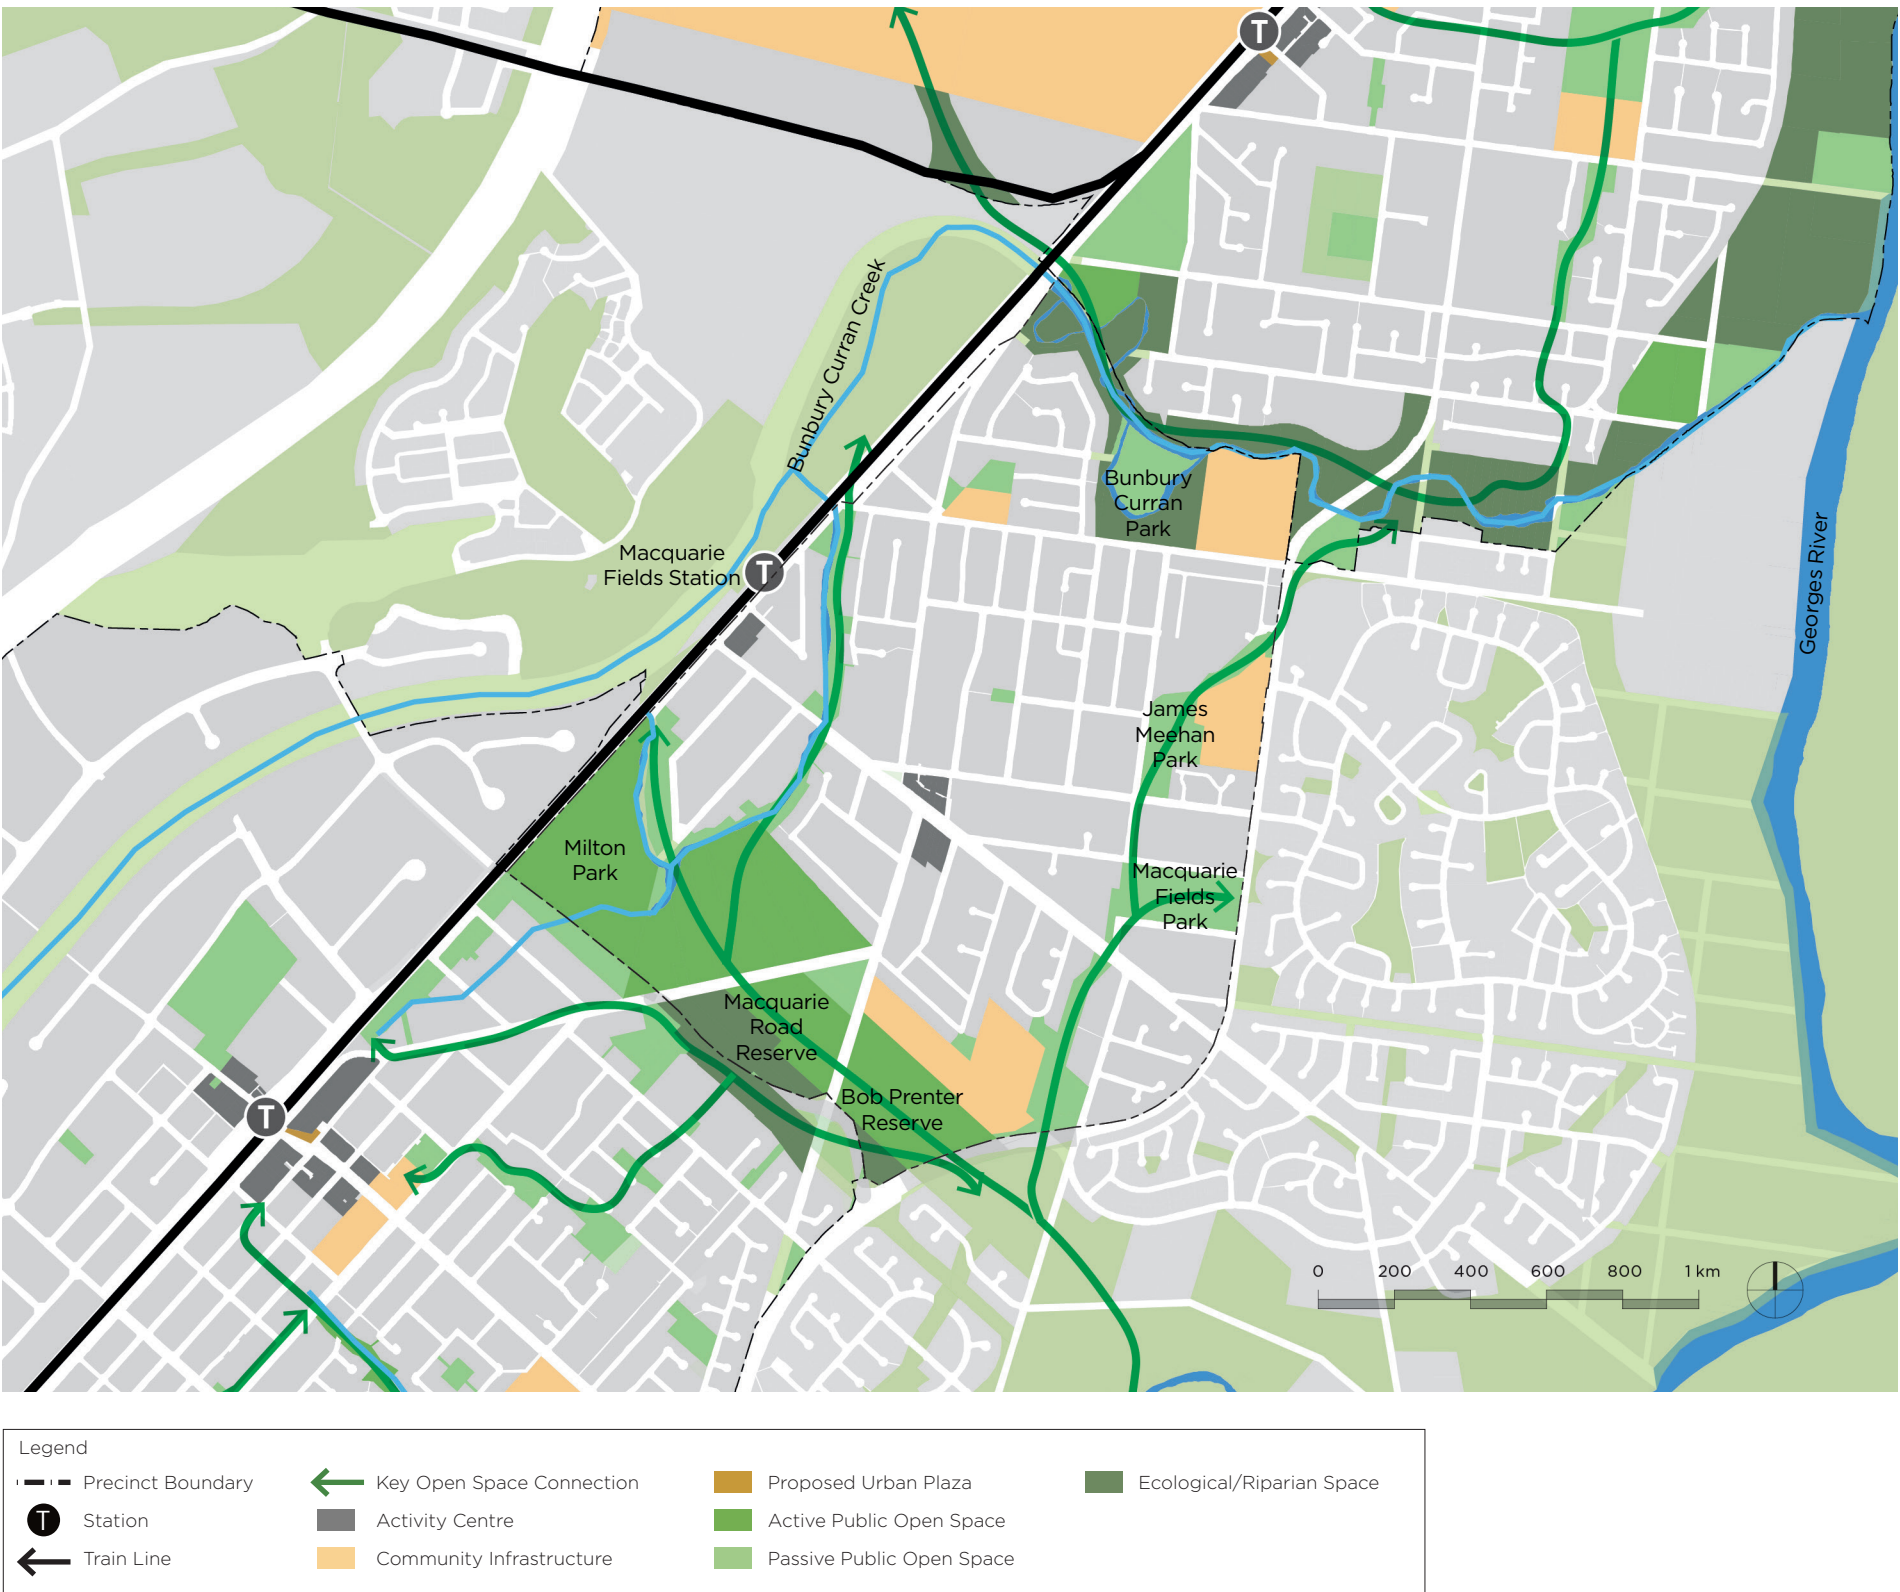 T
Bunbury Curran Creek
Bunbury
Curran
Park
Macquarie
Fields Station
T
Georges River
James
Meehan
Park
Milton
Park
Macquarie
Fields
Park
Macquarie
Road
Reserve
Bob Prenter
Reserve
T
0 200 400 600 800 1 km
Legend
Precinct Boundary
T Station
Train Line
Key Open Space Connection
Activity Centre
Community Infrastructure
Proposed Urban Plaza
Active Public Open Space
Passive Public Open Space
Ecological/Riparian Space